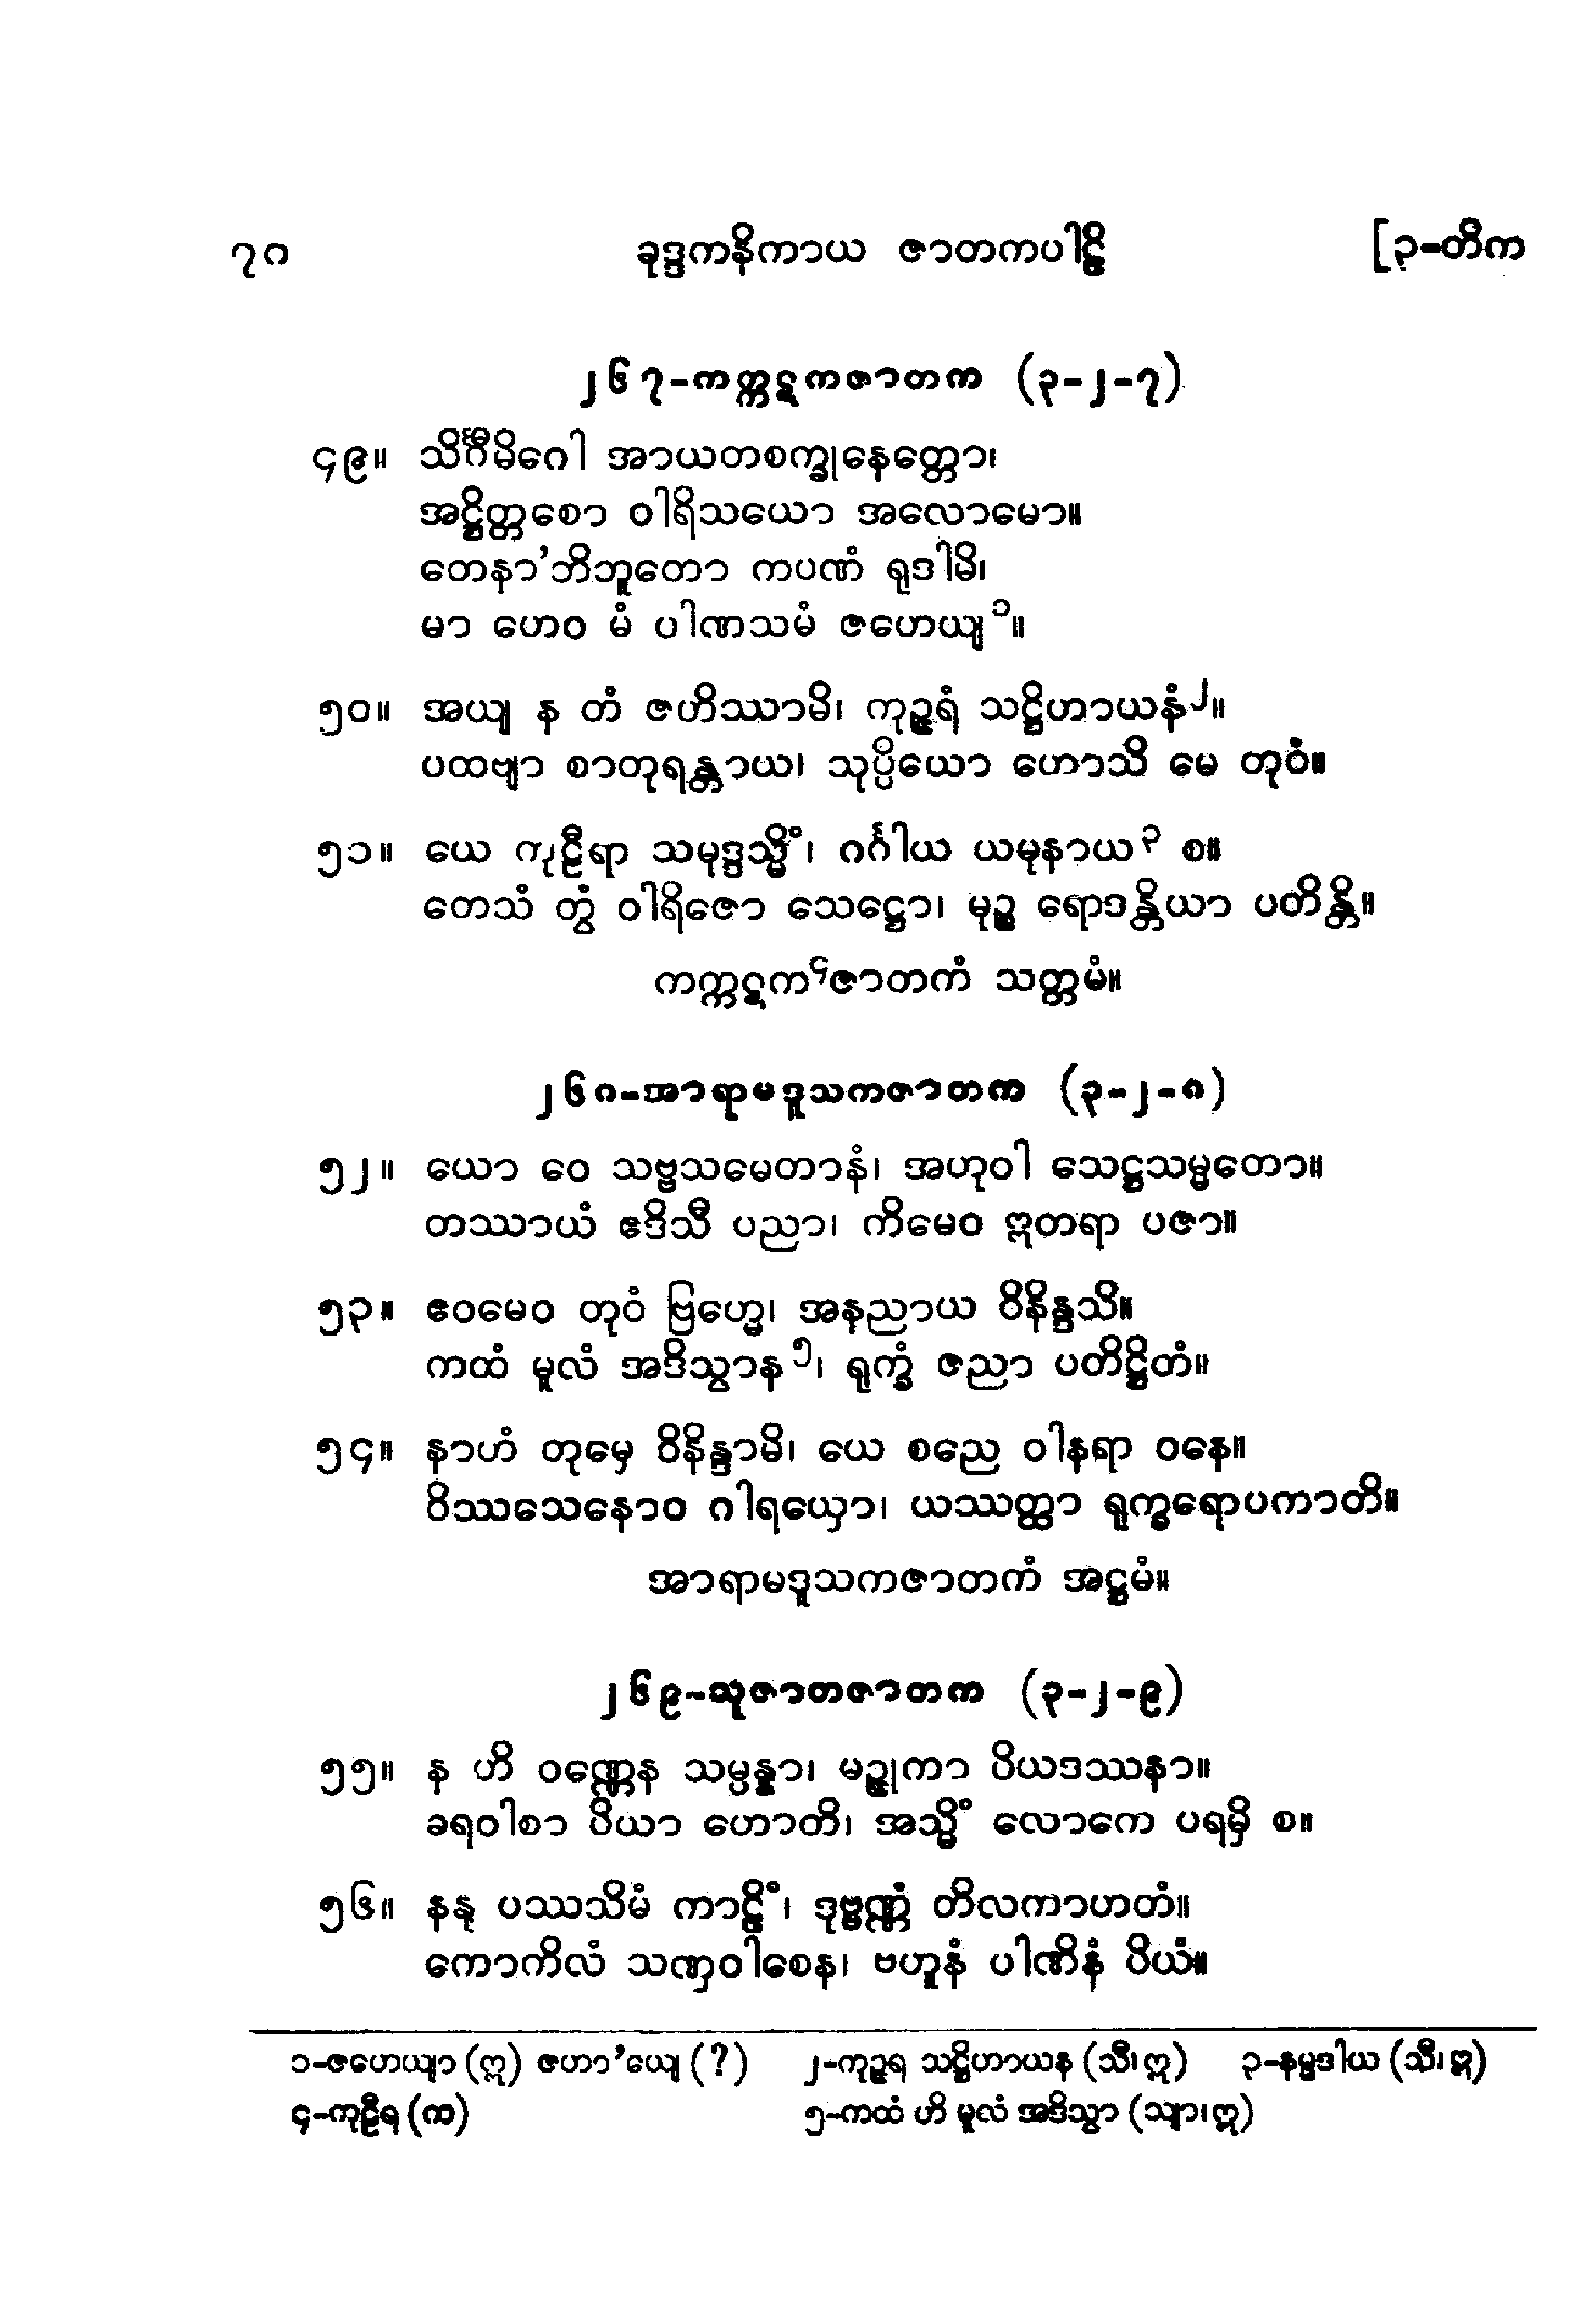 ၇၈ ခုဒ္ဒကနိကာယ ဇာတကပါဠိ [၃-တိက
၂၆၇-ကက္ကဋကဇာတက (၃-၂-၇)
၄၉။ သိင်္ဂီမိဂေါ အာယတစက္ခုနေတ္တော၊
အဋ္ဌိတ္တစော ဝါရိသယော အလောမော။
တေနာ’ဘိဘူတော ကပဏံ ရုဒါမိ၊
မာ ဟေဝ မံ ပါဏသမံ ဇဟေယျ၁။
၅၀။ အယျ န တံ ဇဟိဿာမိ၊ ကုဉ္ဇရံ သဋ္ဌိဟာယနံ၂။
ပထဗျာ စာတုရန္တာယ၊ သုပ္ပိယော ဟောသိ မေ တုဝံ။
၅၁။ ယေ ကုဠီရာ သမုဒ္ဒသ္မိံ၊ ဂင်္ဂါယ ယမုနာယ၃ စ။
တေသံ တွံ ဝါရိဇော သေဋ္ဌော၊ မုဉ္စ ရောဒန္တိယာ ပတိန္တိ။
ကက္ကဋက၄ဇာတကံ သတ္တမံ။
၂၆၈-အာရာမဒူသကဇာတက (၃-၂-၈)
၅၂။ ယော ဝေ သဗ္ဗသမေတာနံ၊ အဟုဝါ သေဋ္ဌသမ္မတော။
တဿာယံ ဧဒိသီ ပညာ၊ ကိမေဝ ဣတရာ ပဇာ။
၅၃။ ဧဝမေဝ တုဝံ ဗြဟ္မေ၊ အနညာယ ဝိနိန္ဒသိ။
ကထံ မူလံ အဒိသွာန၅၊ ရုက္ခံ ဇညာ ပတိဋ္ဌိတံ။
၅၄။ နာဟံ တုမှေ ဝိနိန္ဒာမိ၊ ယေ စညေ ဝါနရာ ဝနေ။
ဝိဿသေနောဝ ဂါရယှော၊ ယဿတ္ထာ ရုက္ခရောပကာတိ။
အာရာမဒူသကဇာတကံ အဋ္ဌမံ။
၂၆၉-သုဇာတဇာတက (၃-၂-၉)
၅၅။ န ဟိ ဝဏ္ဏေန သမ္ပန္နာ၊ မဉ္ဇုကာ ပိယဒဿနာ။
ခရဝါစာ ပိယာ ဟောတိ၊ အသ္မိံ လောကေ ပရမှိ စ။
၅၆။ နနု ပဿသိမံ ကာဠိံ၊ ဒုဗ္ဗဏ္ဏံ တိလကာဟတံ။
ကောကိလံ သဏှဝါစေန၊ ဗဟူနံ ပါဏိနံ ပိယံ။
၁-ဇဟေယျာ (ဣ) ဇဟာ’ယျေ (?) ၂-ကုဉ္ဇရ သဋ္ဌိဟာယန (သီ၊ဣ) ၃-နမ္မဒါယ (သီ၊ဣ)
၄-ကုဠီရ (က) ၅-ကထံ ဟိ မူလံ အဒိသွာ (သျာ၊ဣ)